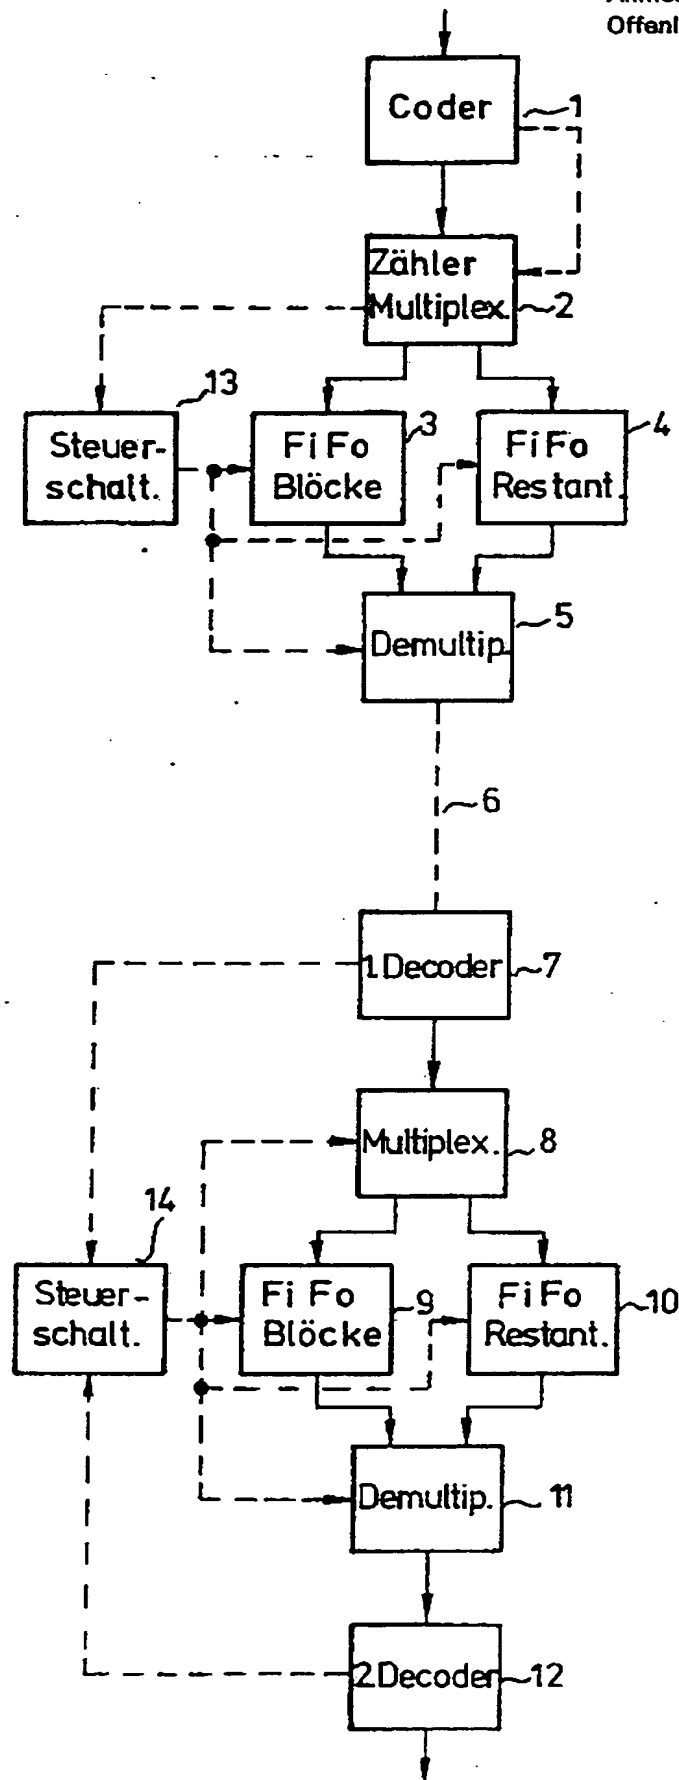 Offenl
Coder
1
Zähler
Multiplex.
2
13
Steuer-
schalt.
FiFo
Blöcke
3
FiFo
Restant.
4
Demultip.
5
6
1 Decoder
7
Multiplex.
8
14
Steuer-
schalt.
FiFo
Blöcke
9
FiFo
Restant.
10
Demultip.
11
2 Decoder
12